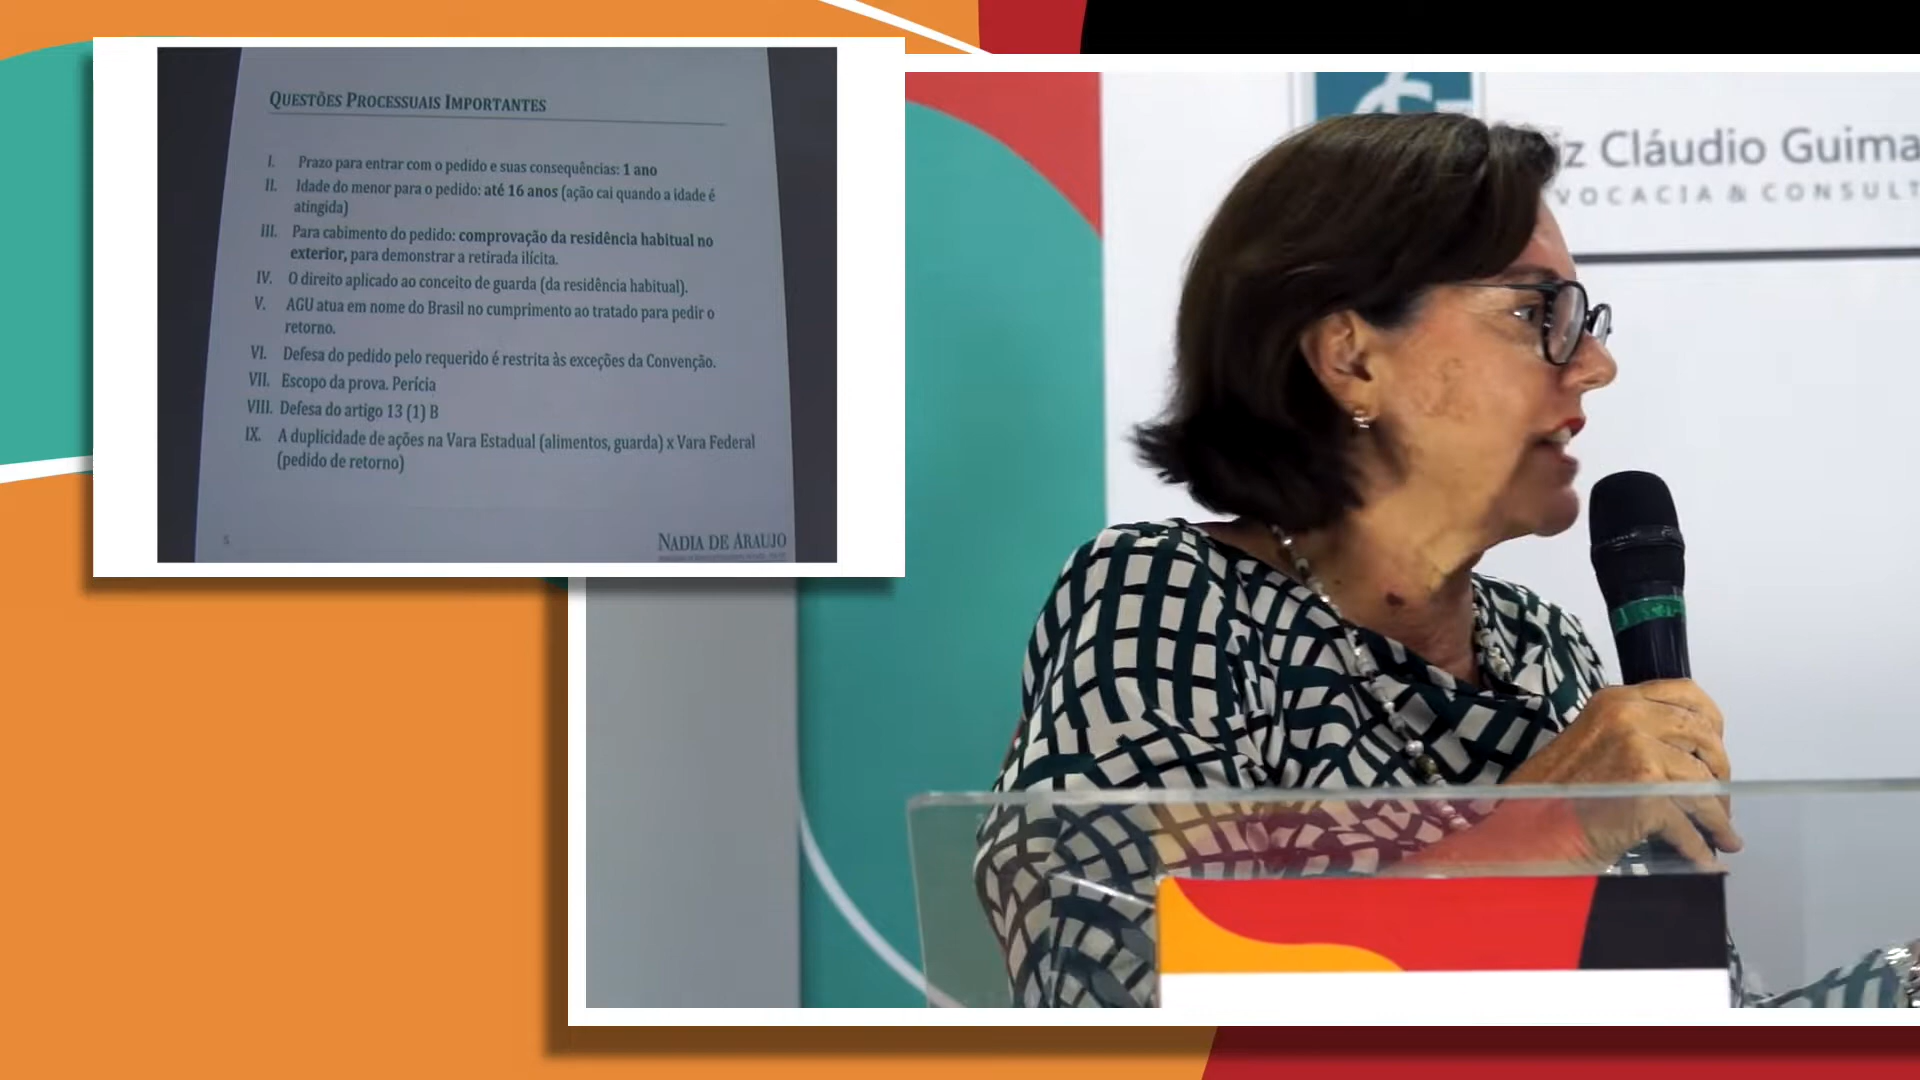 QUESTÕES PROCESSUAIS IMPORTANTES
I. Prazo para entrar com o pedido e suas consequências: 1 ano
II. Idade do menor para o pedido: até 16 anos (ação cai quando a idade é
atingida)
III. Para cabimento do pedido: comprovação da residência habitual no
exterior, para demonstrar a retirada ilícita.
IV. O direito aplicado ao conceito de guarda (da residência habitual).
V. AGU atua em nome do Brasil no cumprimento ao tratado para pedir o
retorno.
VI. Defesa do pedido pelo requerido é restrita às exceções da Convenção.
VII. Escopo da prova. Perícia
VIII. Defesa do artigo 13 (1) B
IX. A duplicidade de ações na Vara Estadual (alimentos, guarda) x Vara Federal
(pedido de retorno)
5
NADIA DE ARAUJO
iz Cláudio Guima
VOCACIA & CONSULT